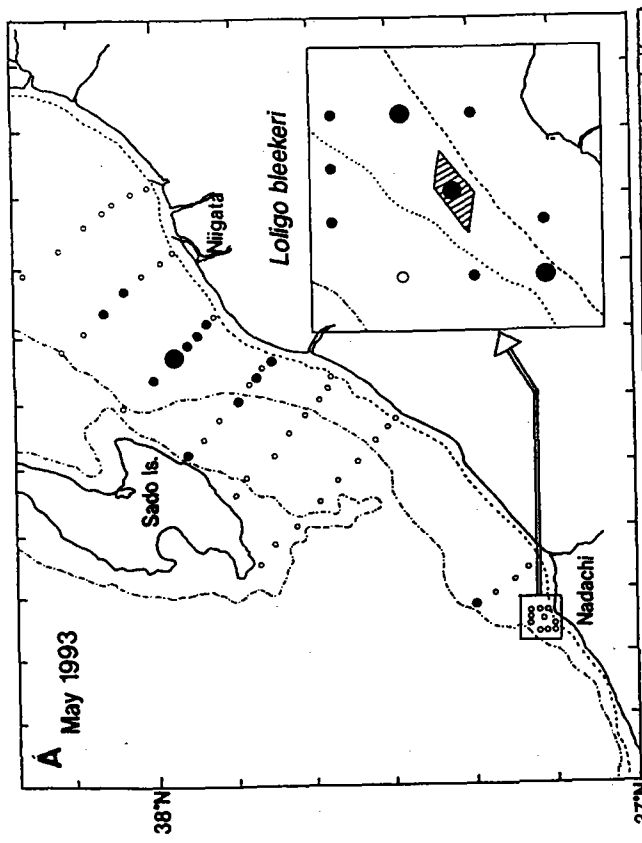 A
May 1993
Loligo bleekeri
Niigata
Sado Is.
Nadachi
38°N
37°N